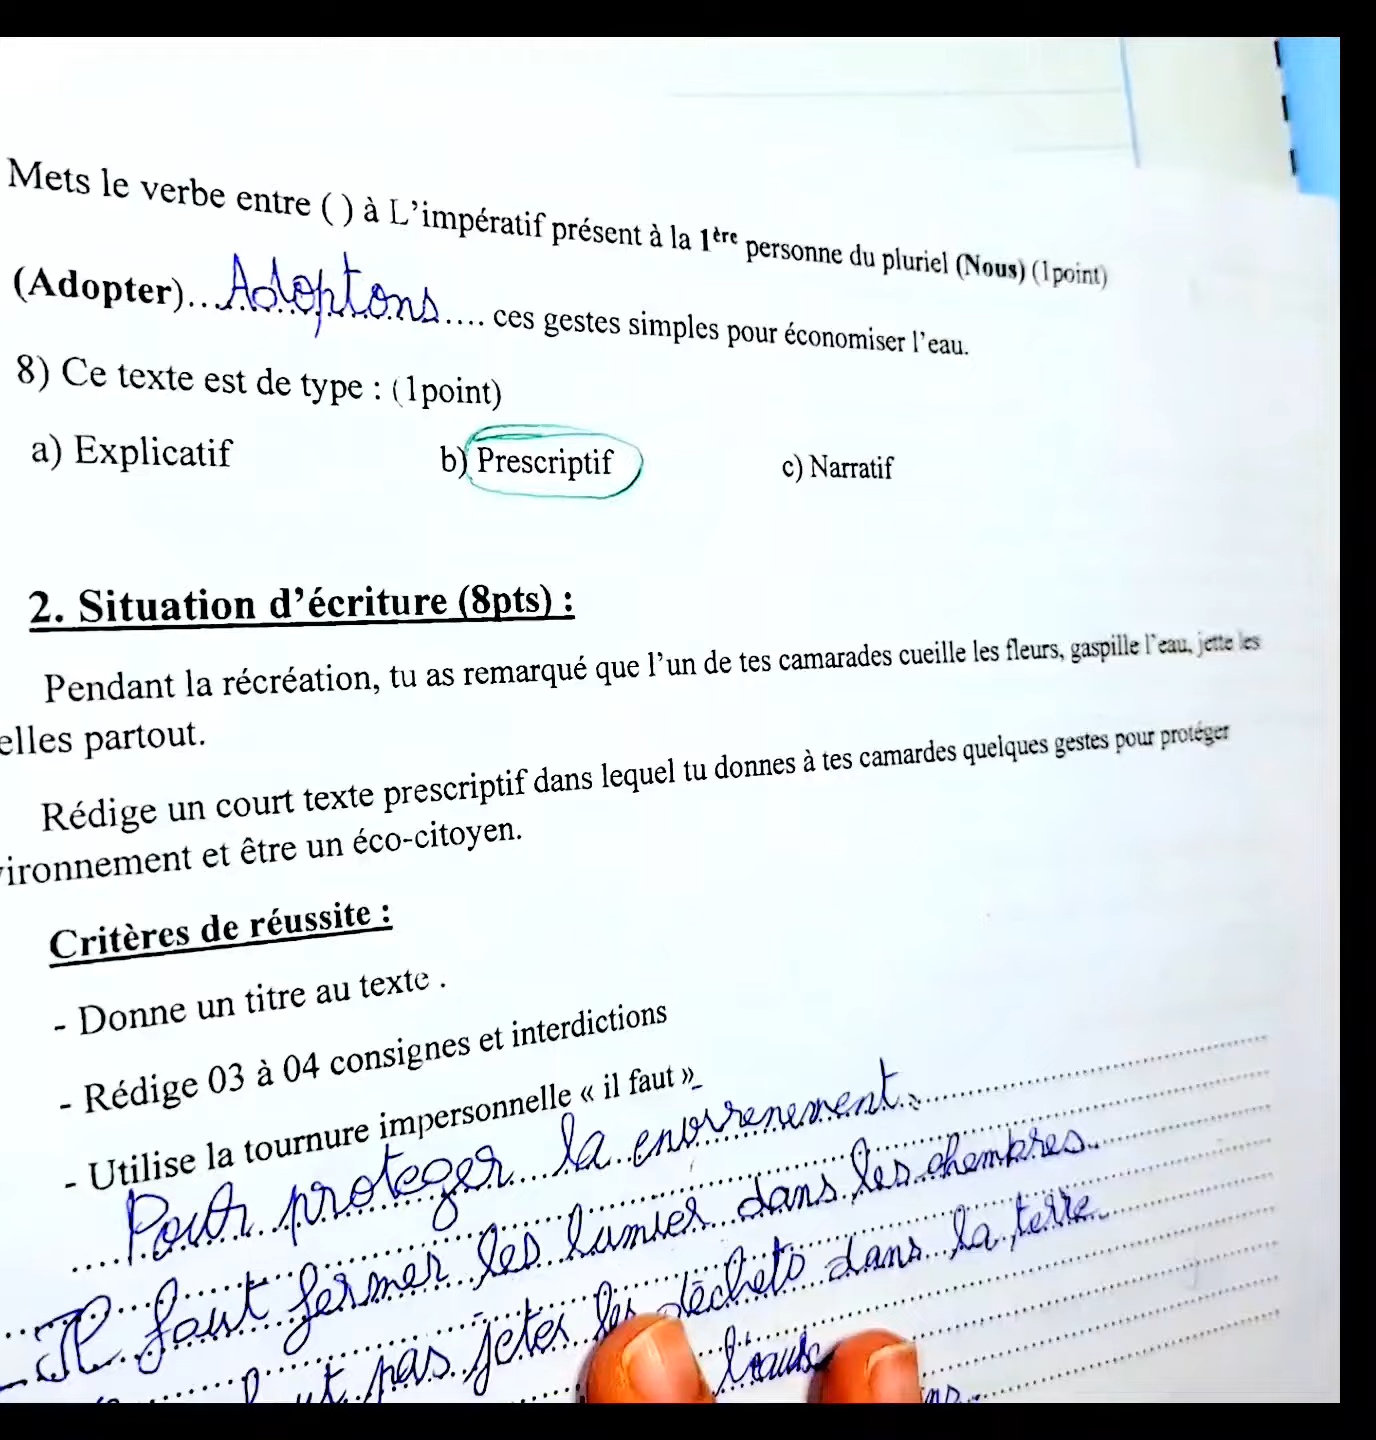 Mets le verbe entre ( ) à L'impératif présent à la 1ère personne du pluriel (Nous) (1point)
(Adopter)...Adoptons.... ces gestes simples pour économiser l'eau.
8) Ce texte est de type : (1point)
a) Explicatif b) Prescriptif c) Narratif
2. Situation d'écriture (8pts) :
Pendant la récréation, tu as remarqué que l'un de tes camarades cueille les fleurs, gaspille l'eau, jette les
elles partout.
Rédige un court texte prescriptif dans lequel tu donnes à tes camardes quelques gestes pour protéger
vironnement et être un éco-citoyen.
Critères de réussite :
- Donne un titre au texte .
- Rédige 03 à 04 consignes et interdictions
- Utilise la tournure impersonnelle « il faut »
Pour proteger la envirenement.
- Il faut fermer les lumier dans les chembres.
pas jeter les déchets dans la terre.